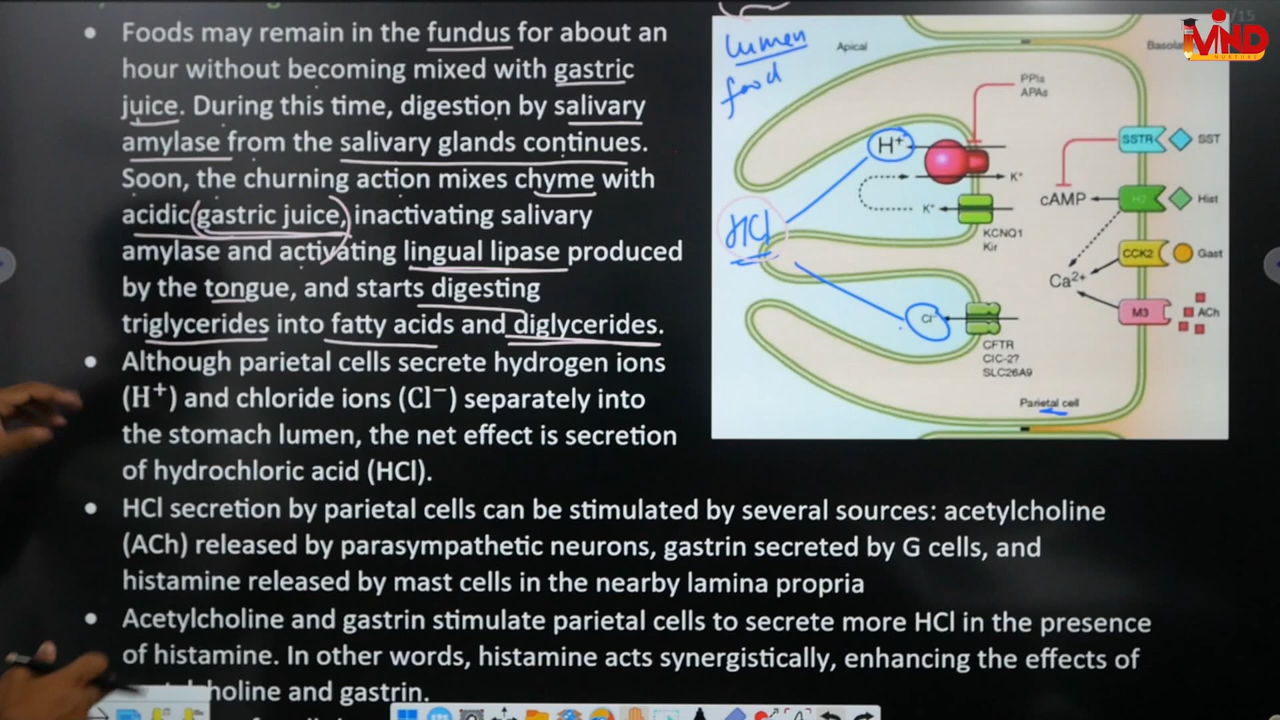 Foods may remain in the fundus for about an
hour without becoming mixed with gastric
juice. During this time, digestion by salivary
amylase from the salivary glands continues.
Soon, the churning action mixes chyme with
acidic gastric juice, inactivating salivary
amylase and activating lingual lipase produced
by the tongue, and starts digesting
triglycerides into fatty acids and diglycerides.
Although parietal cells secrete hydrogen ions
(H⁺) and chloride ions (Cl⁻) separately into
the stomach lumen, the net effect is secretion
of hydrochloric acid (HCl).
HCl secretion by parietal cells can be stimulated by several sources: acetylcholine
(ACh) released by parasympathetic neurons, gastrin secreted by G cells, and
histamine released by mast cells in the nearby lamina propria
Acetylcholine and gastrin stimulate parietal cells to secrete more HCl in the presence
of histamine. In other words, histamine acts synergistically, enhancing the effects of
choline and gastrin.
/15
MIND
NURTURE
lumen
food
Apical
PPIs
APAs
H⁺
K⁺
K⁺
KCNQ1
Kir
HCl
Cl⁻
CFTR
ClC-2?
SLC26A9
Parietal cell
SSTR
SST
cAMP
H2
Hist
CCK2
Gast
Ca²⁺
M3
ACh